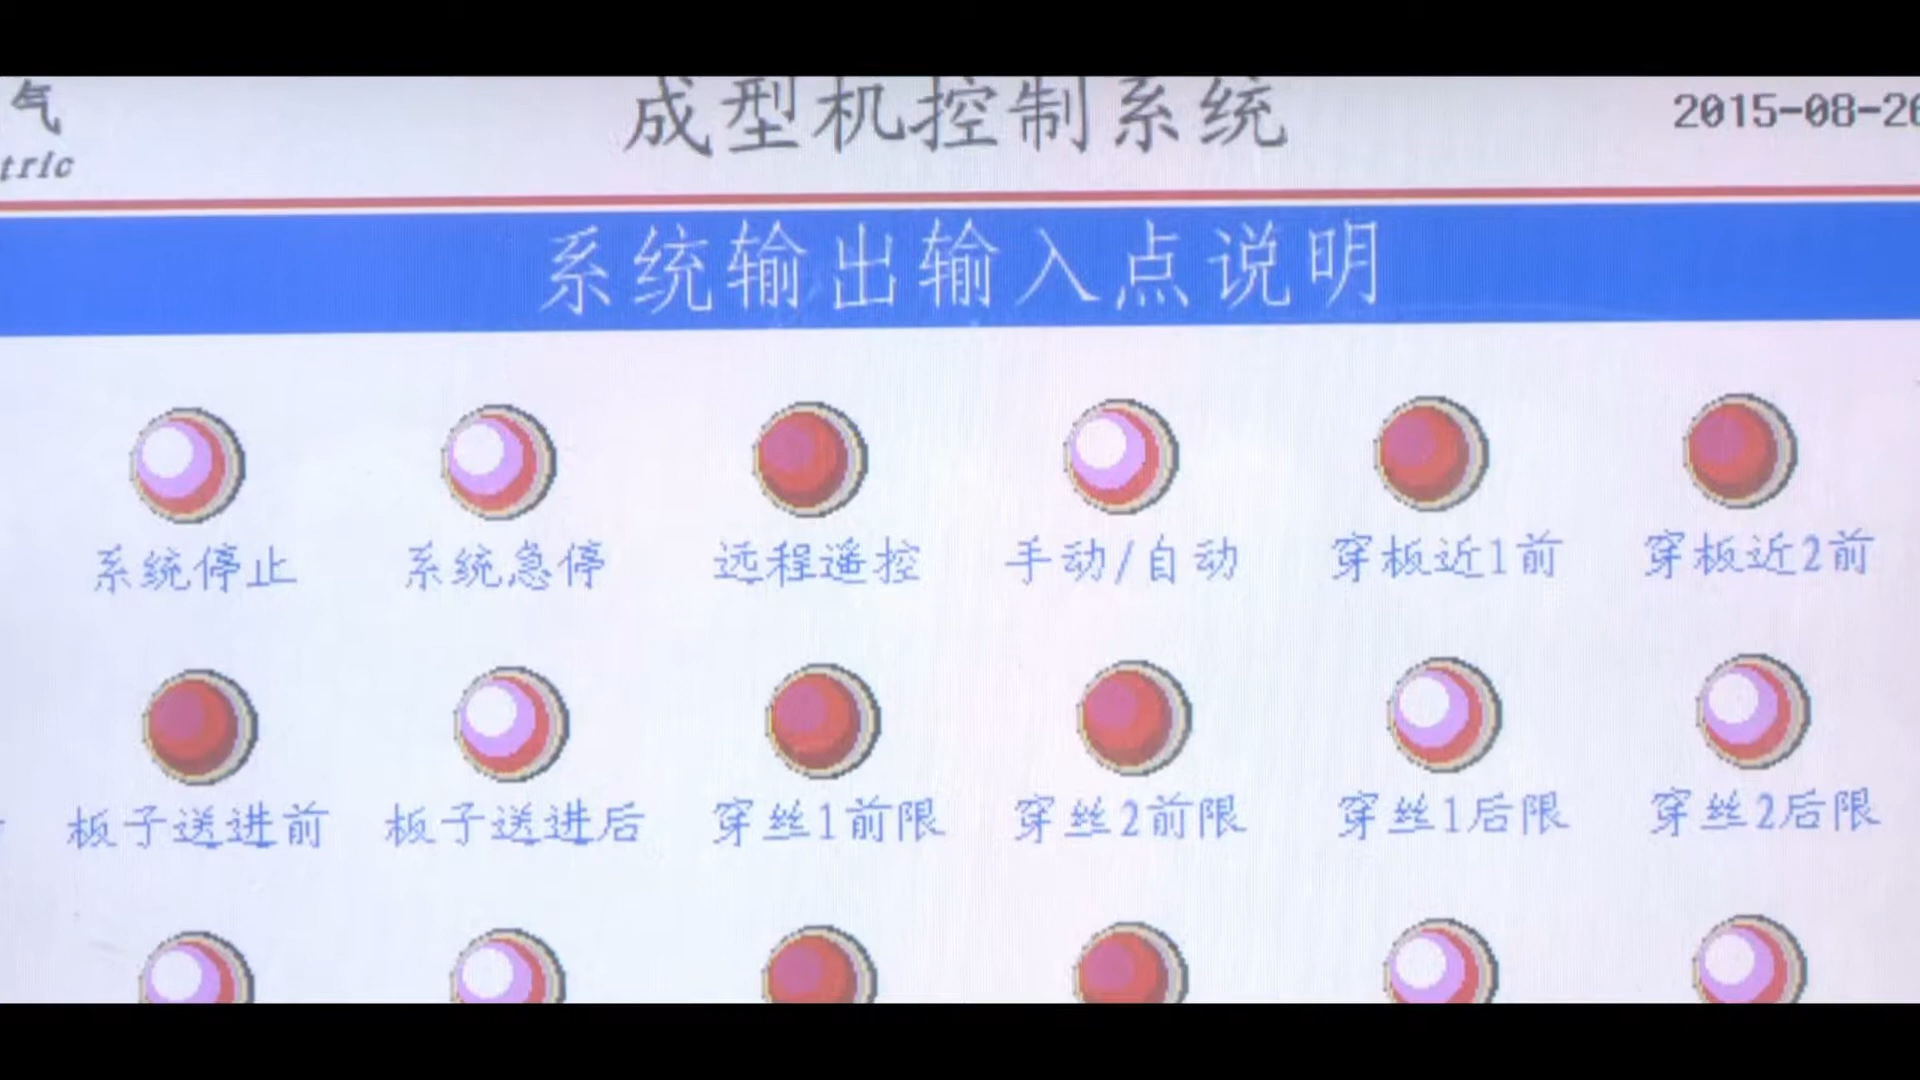 气
tric
成型机控制系统
2015-08-26
系统输出输入点说明
系统停止 系统急停 远程遥控 手动/自动 穿板近1前 穿板近2前
板子送进前 板子送进后 穿丝1前限 穿丝2前限 穿丝1后限 穿丝2后限